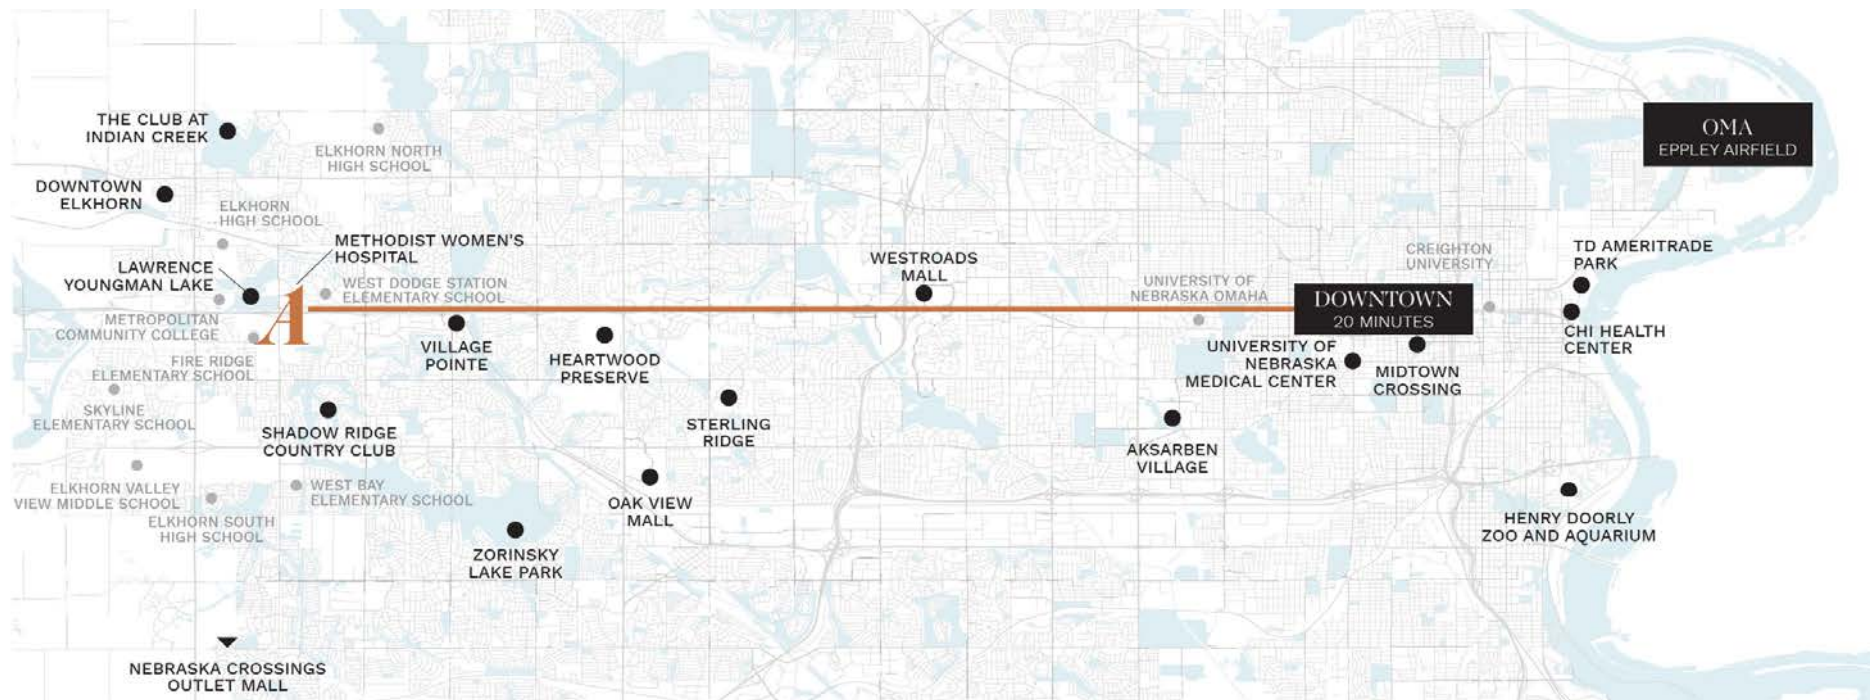 THE CLUB AT
INDIAN CREEK
ELKHORN NORTH
HIGH SCHOOL
OMA
EPPLEY AIRFIELD
DOWNTOWN
ELKHORN
ELKHORN
HIGH SCHOOL
METHODIST WOMEN'S
HOSPITAL
LAWRENCE
YOUNGMAN LAKE
WEST DODGE STATION
ELEMENTARY SCHOOL
WESTROADS
MALL
UNIVERSITY OF
NEBRASKA OMAHA
CREIGHTON
UNIVERSITY
TD AMERITRADE
PARK
A
DOWNTOWN
20 MINUTES
METROPOLITAN
COMMUNITY COLLEGE
CHI HEALTH
CENTER
FIRE RIDGE
ELEMENTARY SCHOOL
VILLAGE
POINTE
HEARTWOOD
PRESERVE
UNIVERSITY OF
NEBRASKA
MEDICAL CENTER
MIDTOWN
CROSSING
SKYLINE
ELEMENTARY SCHOOL
SHADOW RIDGE
COUNTRY CLUB
STERLING
RIDGE
AKSARBEN
VILLAGE
ELKHORN VALLEY
VIEW MIDDLE SCHOOL
WEST BAY
ELEMENTARY SCHOOL
OAK VIEW
MALL
ELKHORN SOUTH
HIGH SCHOOL
HENRY DOORLY
ZOO AND AQUARIUM
ZORINSKY
LAKE PARK
NEBRASKA CROSSINGS
OUTLET MALL